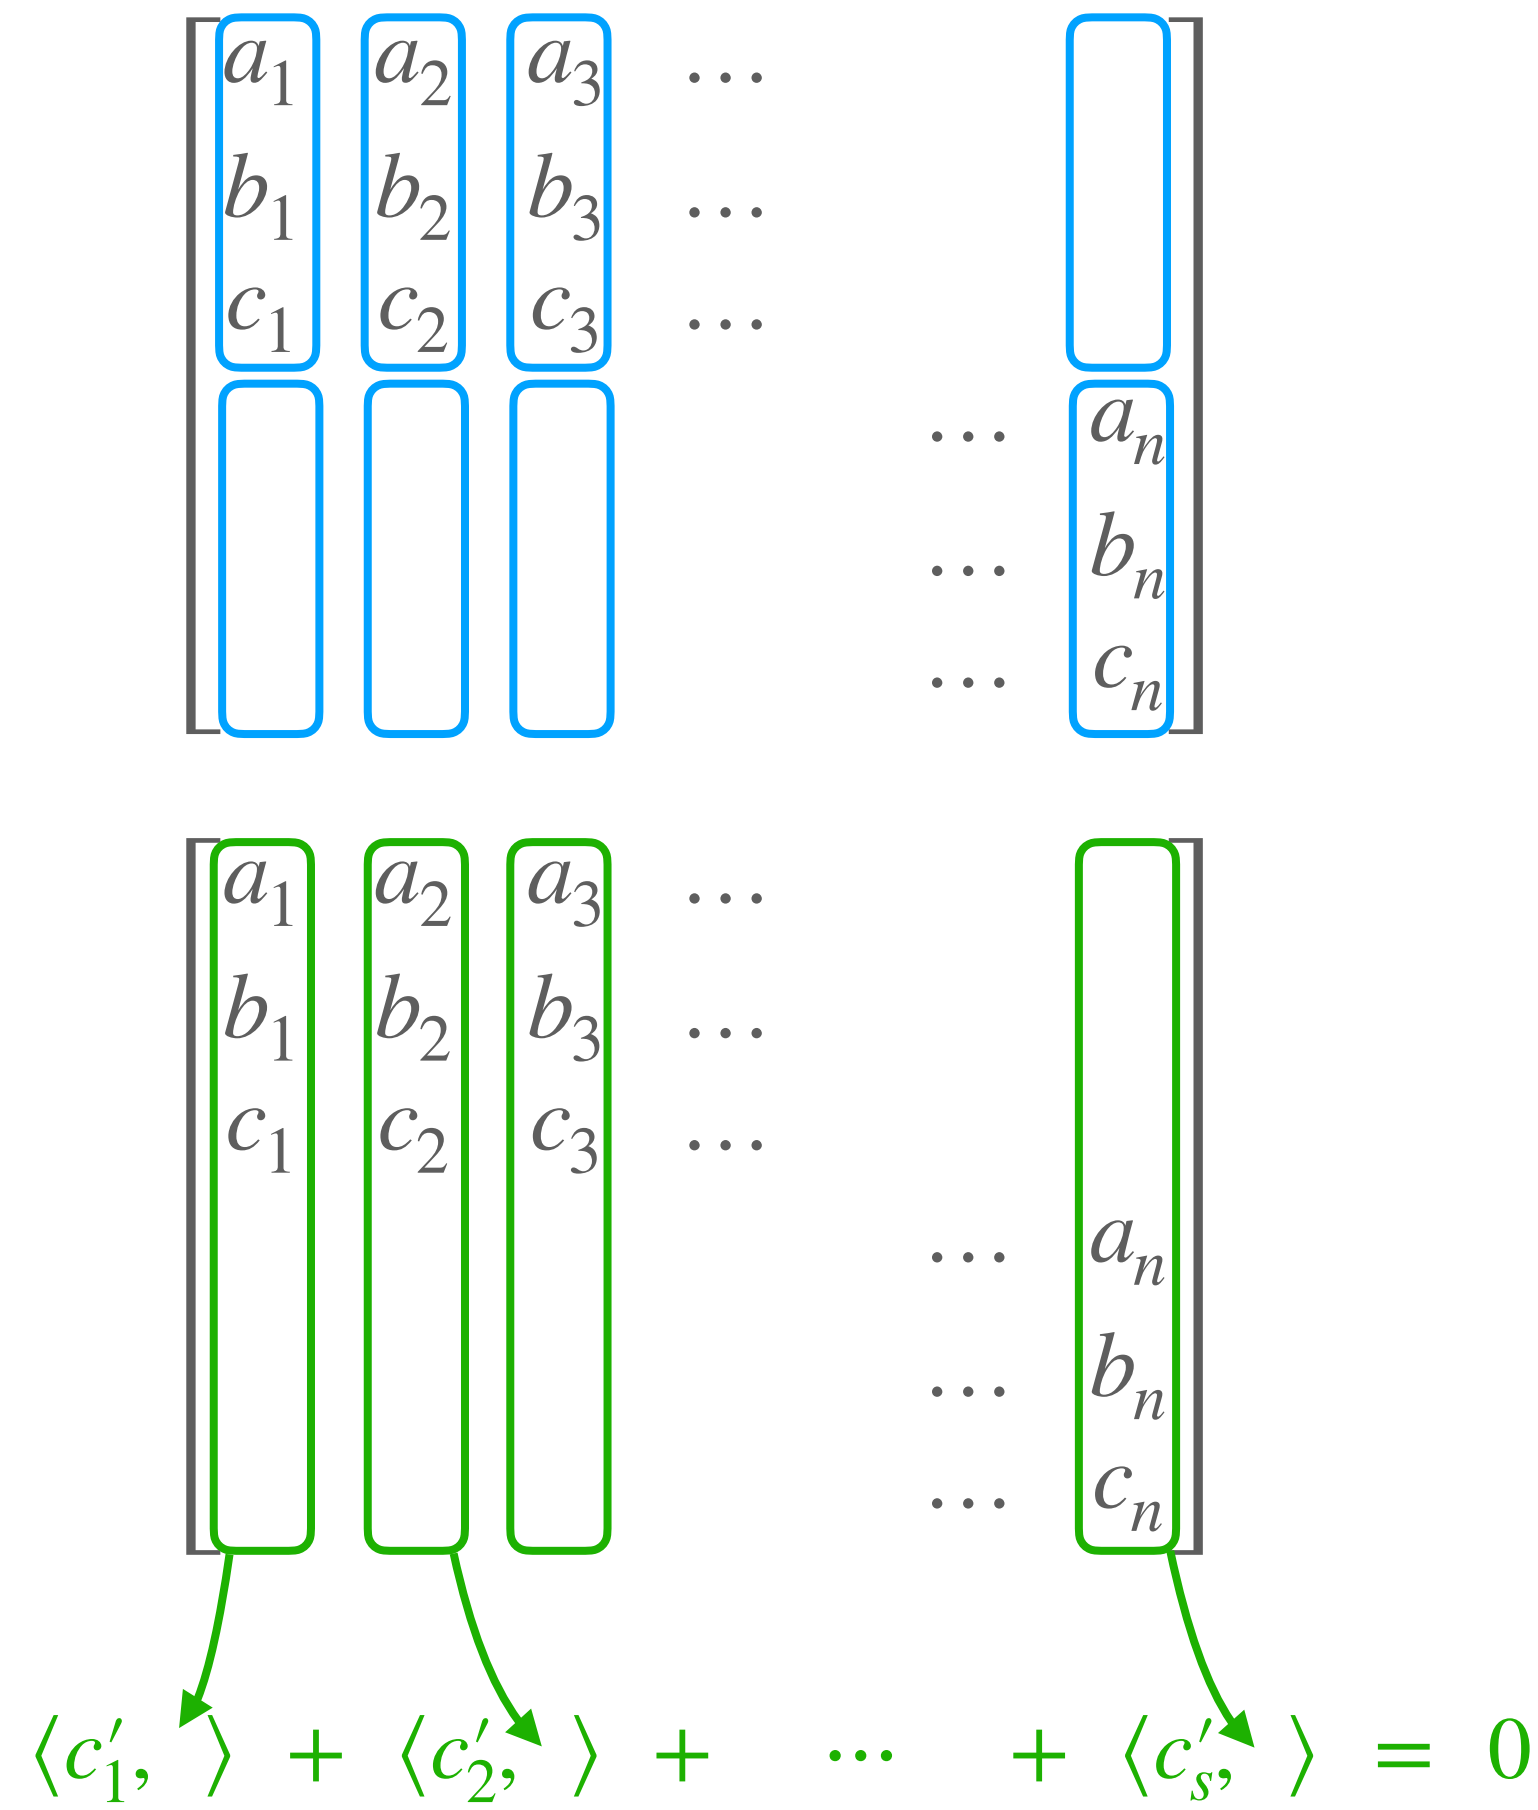 a₁ a₂ a₃ ⋯
b₁ b₂ b₃ ⋯
c₁ c₂ c₃ ⋯
⋯ aₙ
⋯ bₙ
⋯ cₙ
a₁ a₂ a₃ ⋯
b₁ b₂ b₃ ⋯
c₁ c₂ c₃ ⋯
⋯ aₙ
⋯ bₙ
⋯ cₙ
⟨c′₁, ⟩ + ⟨c′₂, ⟩ + ⋯ + ⟨c′ₛ, ⟩ = 0